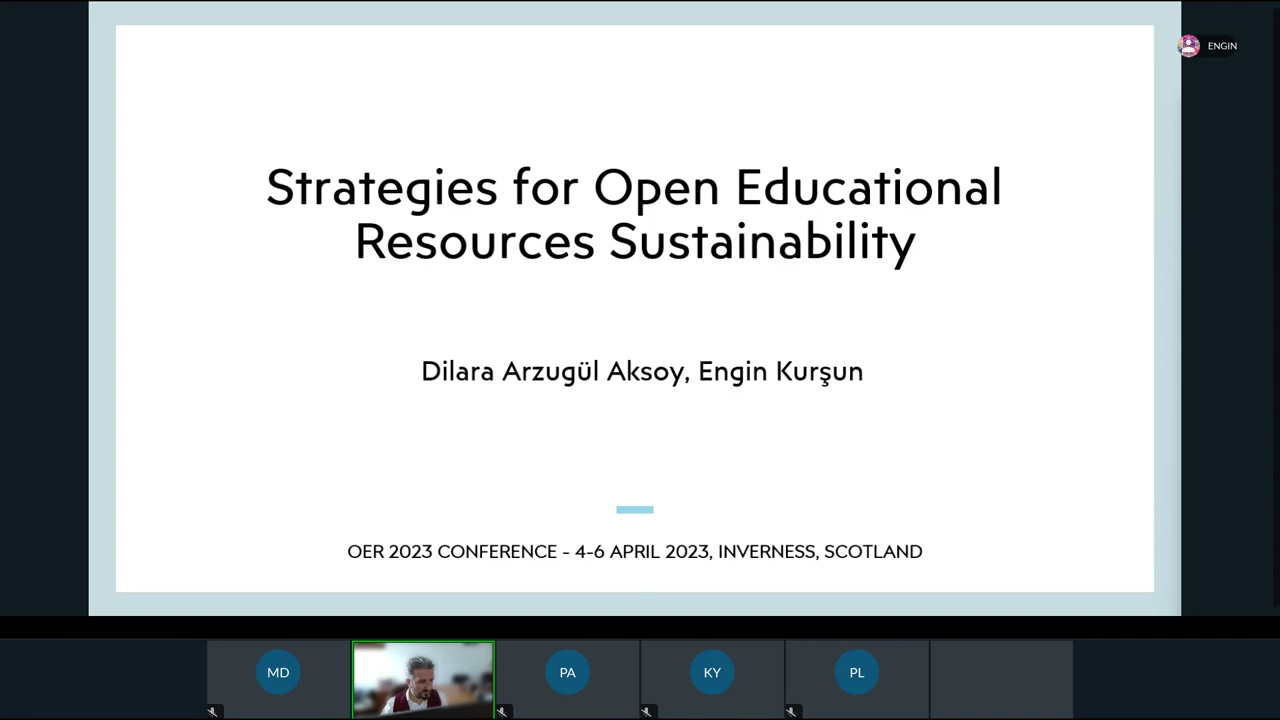 ENGIN
Strategies for Open Educational
Resources Sustainability
Dilara Arzugül Aksoy, Engin Kurşun
OER 2023 CONFERENCE - 4-6 APRIL 2023, INVERNESS, SCOTLAND
MD
PA
KY
PL